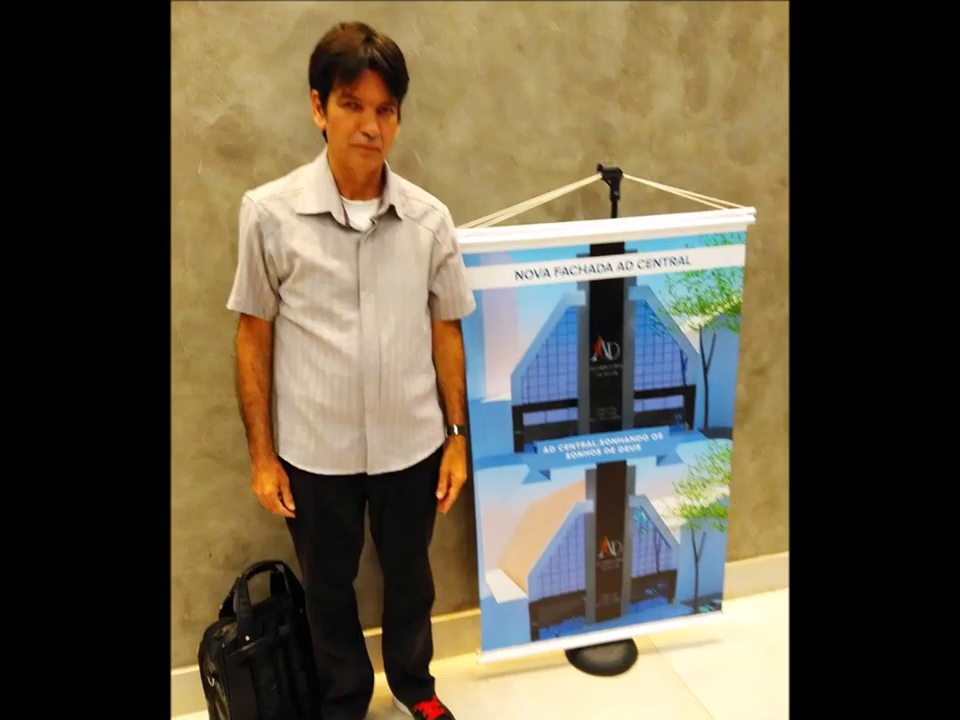 NOVA FACHADA AD CENTRAL
AD
AD CENTRAL SONHANDO OS
SONHOS DE DEUS
AD